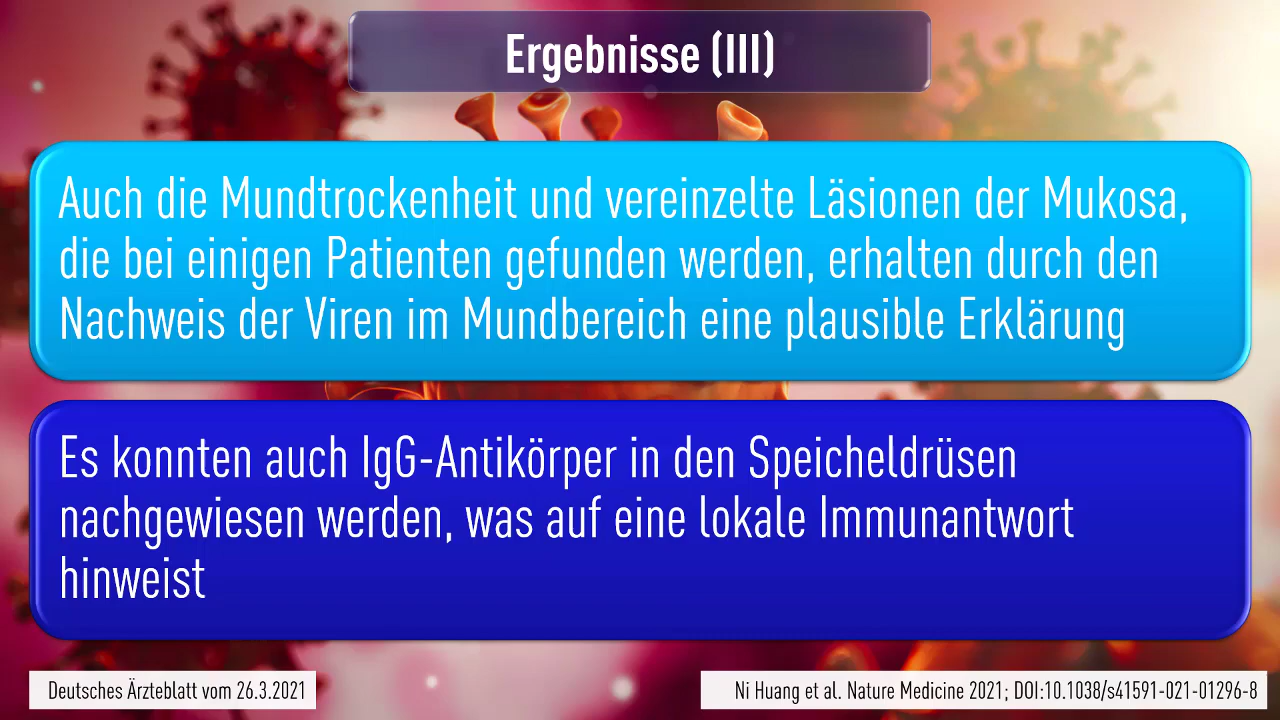 Ergebnisse (III)
Auch die Mundtrockenheit und vereinzelte Läsionen der Mukosa,
die bei einigen Patienten gefunden werden, erhalten durch den
Nachweis der Viren im Mundbereich eine plausible Erklärung
Es konnten auch IgG-Antikörper in den Speicheldrüsen
nachgewiesen werden, was auf eine lokale Immunantwort
hinweist
Deutsches Ärzteblatt vom 26.3.2021
Ni Huang et al. Nature Medicine 2021; DOI:10.1038/s41591-021-01296-8